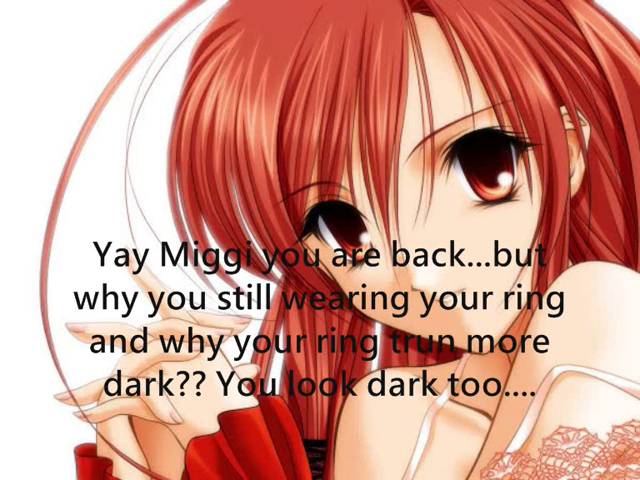 Yay Miggi you are back...but
why you still wearing your ring
and why your ring trun more
dark?? You look dark too....